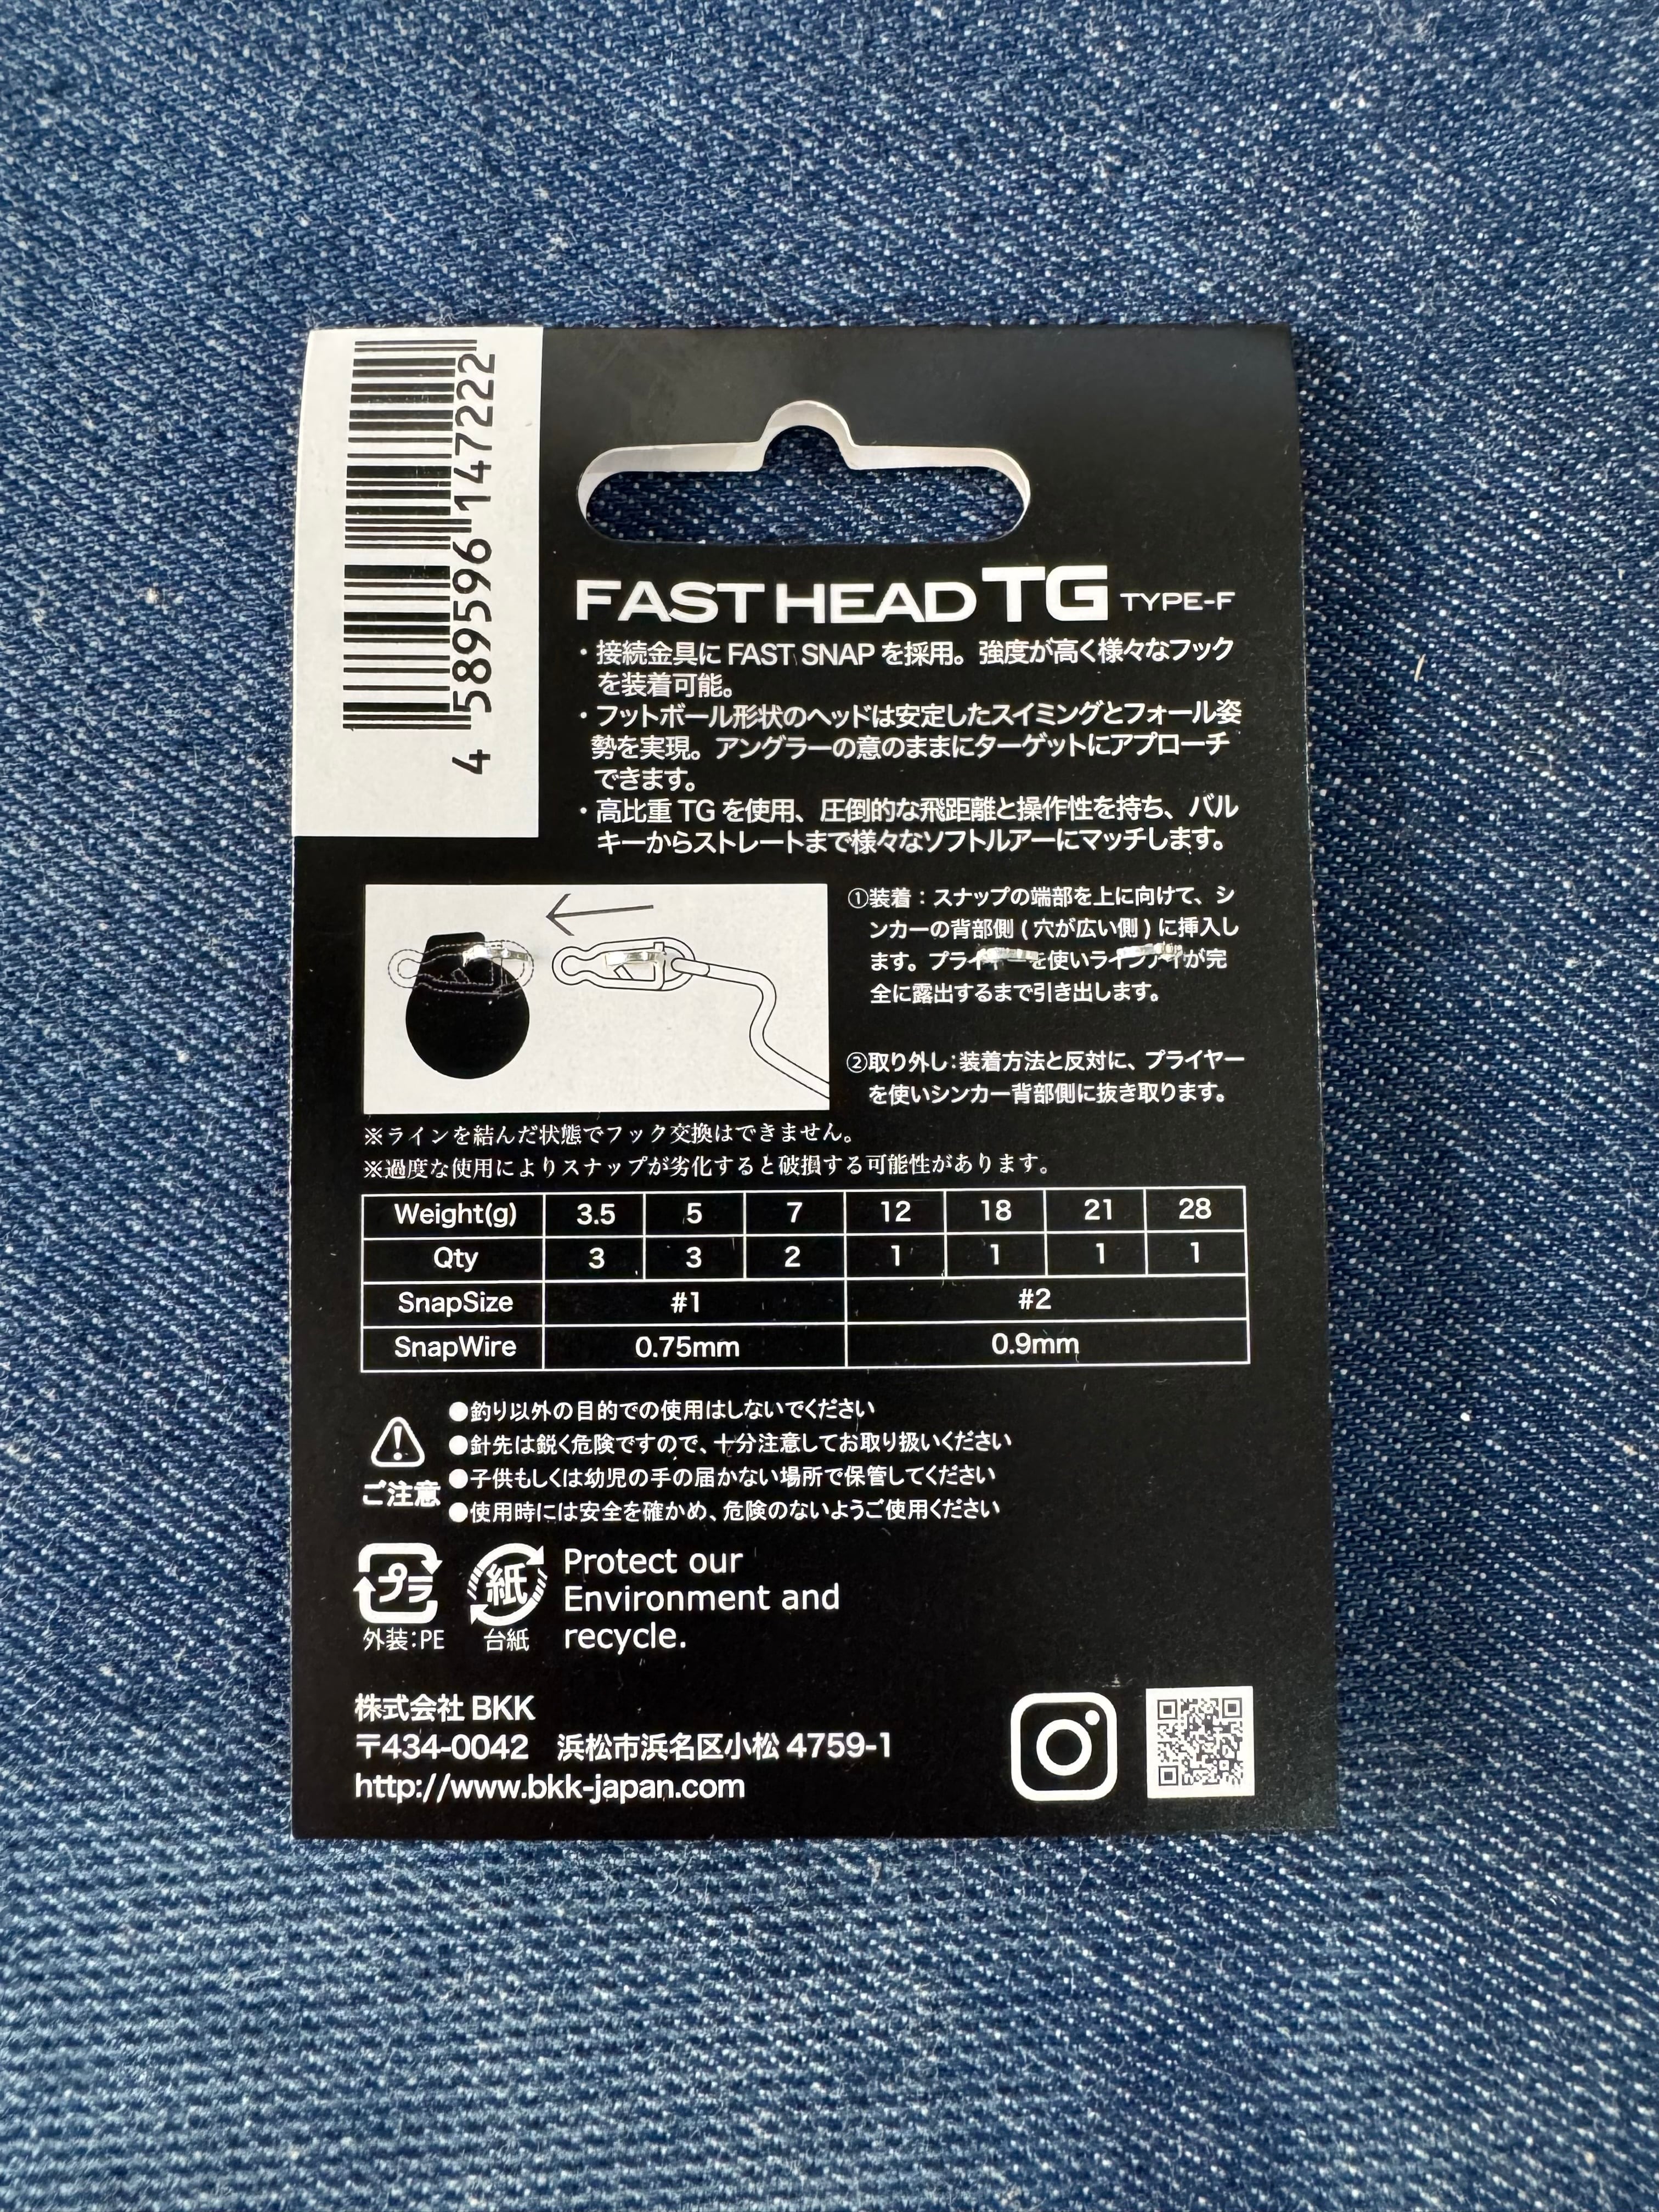 4 589596 147222
FAST HEAD TG TYPE-F
・接続金具に FAST SNAP を採用。強度が高く様々なフック
を装着可能。
・フットボール形状のヘッドは安定したスイミングとフォール姿
勢を実現。アングラーの意のままにターゲットにアプローチ
できます。
・高比重 TG を使用、圧倒的な飛距離と操作性を持ち、バル
キーからストレートまで様々なソフトルアーにマッチします。
①装着：スナップの端部を上に向けて、シ
ンカーの背部側 ( 穴が広い側 ) に挿入し
ます。プライヤーを使いラインアイが完
全に露出するまで引き出します。
②取り外し：装着方法と反対に、プライヤー
を使いシンカー背部側に抜き取ります。
※ラインを結んだ状態でフック交換はできません。
※過度な使用によりスナップが劣化すると破損する可能性があります。
Weight(g) 3.5 5 7 12 18 21 28
Qty 3 3 2 1 1 1 1
SnapSize #1 #2
SnapWire 0.75mm 0.9mm
ご注意
●釣り以外の目的での使用はしないでください
●針先は鋭く危険ですので、十分注意してお取り扱いください
●子供もしくは幼児の手の届かない場所で保管してください
●使用時には安全を確かめ、危険のないようご使用ください
プラ
外装：PE
紙
台紙
Protect our
Environment and
recycle.
株式会社 BKK
〒434-0042 浜松市浜名区小松 4759-1
http://www.bkk-japan.com